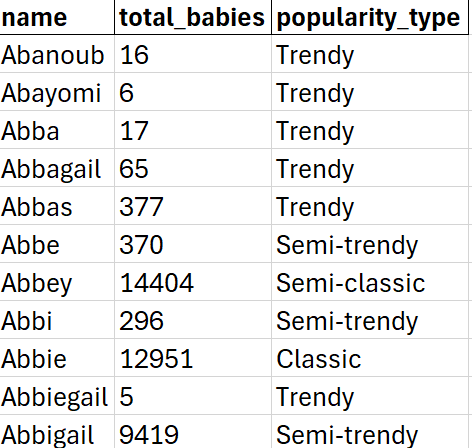 name total_babies popularity_type
Abanoub 16 Trendy
Abayomi 6 Trendy
Abba 17 Trendy
Abbagail 65 Trendy
Abbas 377 Trendy
Abbe 370 Semi-trendy
Abbey 14404 Semi-classic
Abbi 296 Semi-trendy
Abbie 12951 Classic
Abbiegail 5 Trendy
Abbigail 9419 Semi-trendy